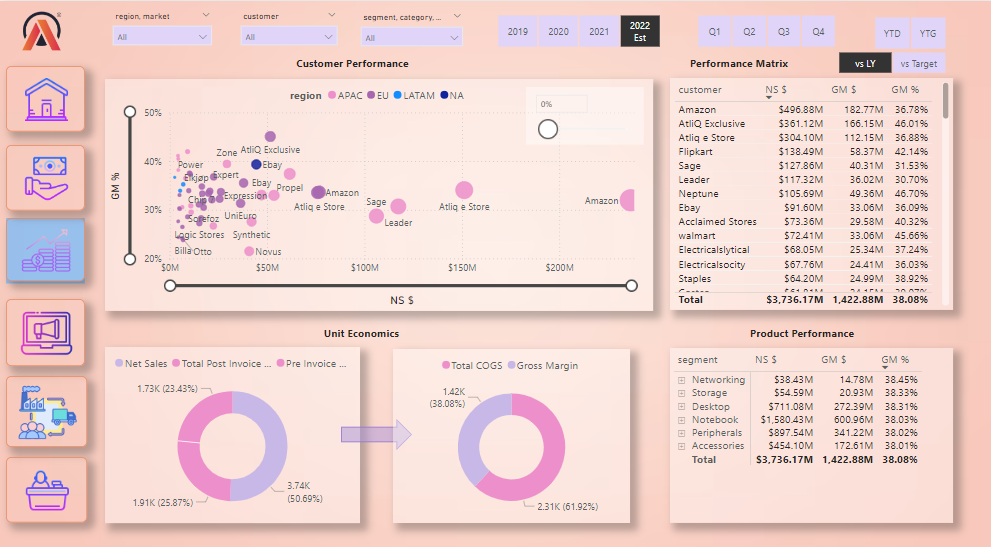 region, market
customer
segment, category, ...
All
All
All
2019
2020
2021
2022
Est
Q1
Q2
Q3
Q4
YTD
YTG
Customer Performance
Performance Matrix
vs LY
vs Target
region
APAC
EU
LATAM
NA
0%
GM %
50%
40%
30%
20%
$0M
$50M
$100M
$150M
$200M
NS $
AtliQ Exclusive
Zone
Ebay
Power
Elkjøp
Expert
Ebay
Propel
Amazon
Atliq e Store
Chip
Expression
Sage
Leader
Atliq e Store
Amazon
UniEuro
Logic Stores
Synthetic
Billa
Otto
Novus
customer NS $ GM $ GM %
Amazon $496.88M 182.77M 36.78%
AtliQ Exclusive $361.12M 166.15M 46.01%
Atliq e Store $304.10M 112.15M 36.88%
Flipkart $138.49M 58.37M 42.14%
Sage $127.86M 40.31M 31.53%
Leader $117.32M 36.02M 30.70%
Neptune $105.69M 49.36M 46.70%
Ebay $91.60M 33.06M 36.09%
Acclaimed Stores $73.36M 29.58M 40.32%
walmart $72.41M 33.06M 45.66%
Electricalslytical $68.05M 25.34M 37.24%
Electricalsocity $67.76M 24.41M 36.03%
Staples $64.20M 24.99M 38.92%
Total $3,736.17M 1,422.88M 38.08%
Unit Economics
Product Performance
Net Sales
Total Post Invoice ...
Pre Invoice ...
1.73K (23.43%)
1.91K (25.87%)
3.74K
(50.69%)
Total COGS
Gross Margin
1.42K
(38.08%)
2.31K (61.92%)
segment NS $ GM $ GM %
Networking $38.43M 14.78M 38.45%
Storage $54.59M 20.93M 38.33%
Desktop $711.08M 272.39M 38.31%
Notebook $1,580.43M 600.96M 38.03%
Peripherals $897.54M 341.22M 38.02%
Accessories $454.10M 172.61M 38.01%
Total $3,736.17M 1,422.88M 38.08%